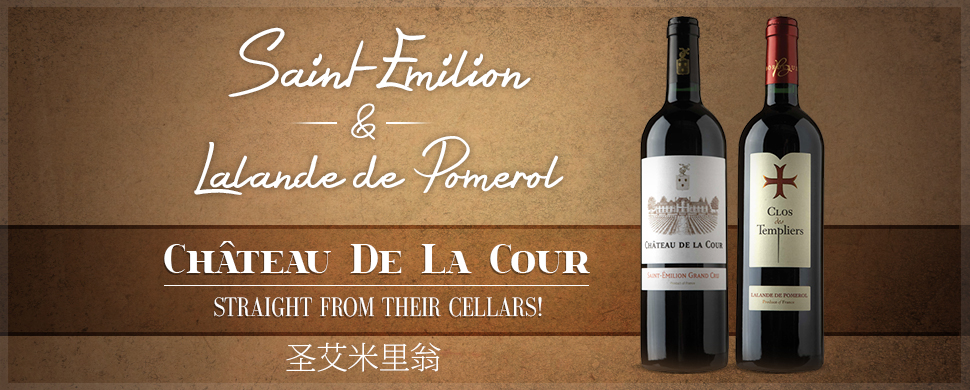 Saint-Emilion
&
Lalande de Pomerol
CHÂTEAU DE LA COUR
STRAIGHT FROM THEIR CELLARS!
圣艾米里翁
CHÂTEAU DE LA COUR
SAINT-EMILION GRAND CRU
CLOS
des
Templiers
LALANDE DE POMEROL